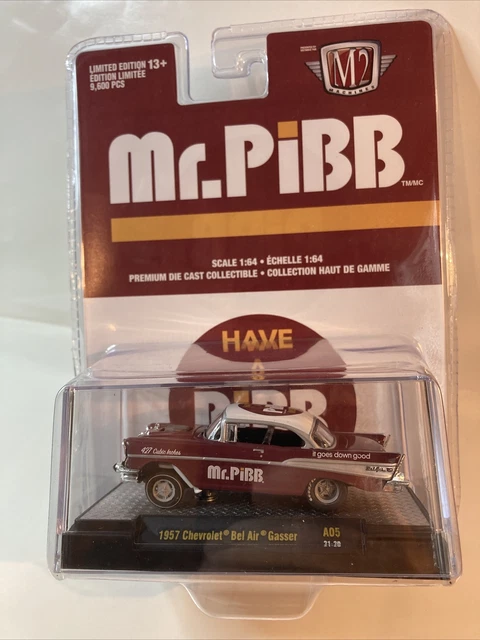 LIMITED EDITION 13+
ÉDITION LIMITÉE
9,600 PCS
M2
MACHINES
Mr.PiBB
TM/MC
SCALE 1:64 • ÉCHELLE 1:64
PREMIUM DIE CAST COLLECTIBLE • COLLECTION HAUT DE GAMME
HAVE
A
PiBB
427 Cubic Inches
it goes down good
Mr.PiBB
1957 Chevrolet® Bel Air® Gasser
A05
21-20